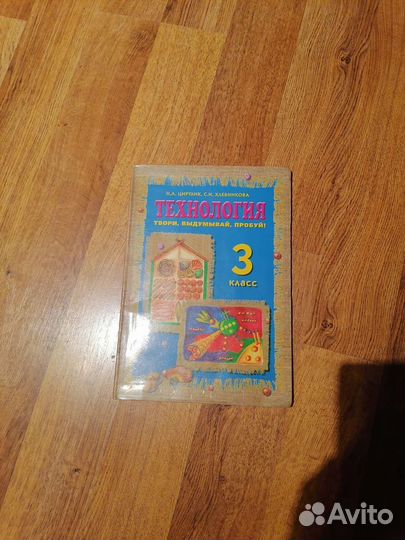 Н.А. ЦИРУЛИК, С.И. ХЛЕБНИКОВА
ТЕХНОЛОГИЯ
ТВОРИ, ВЫДУМЫВАЙ, ПРОБУЙ!
3
класс
Avito